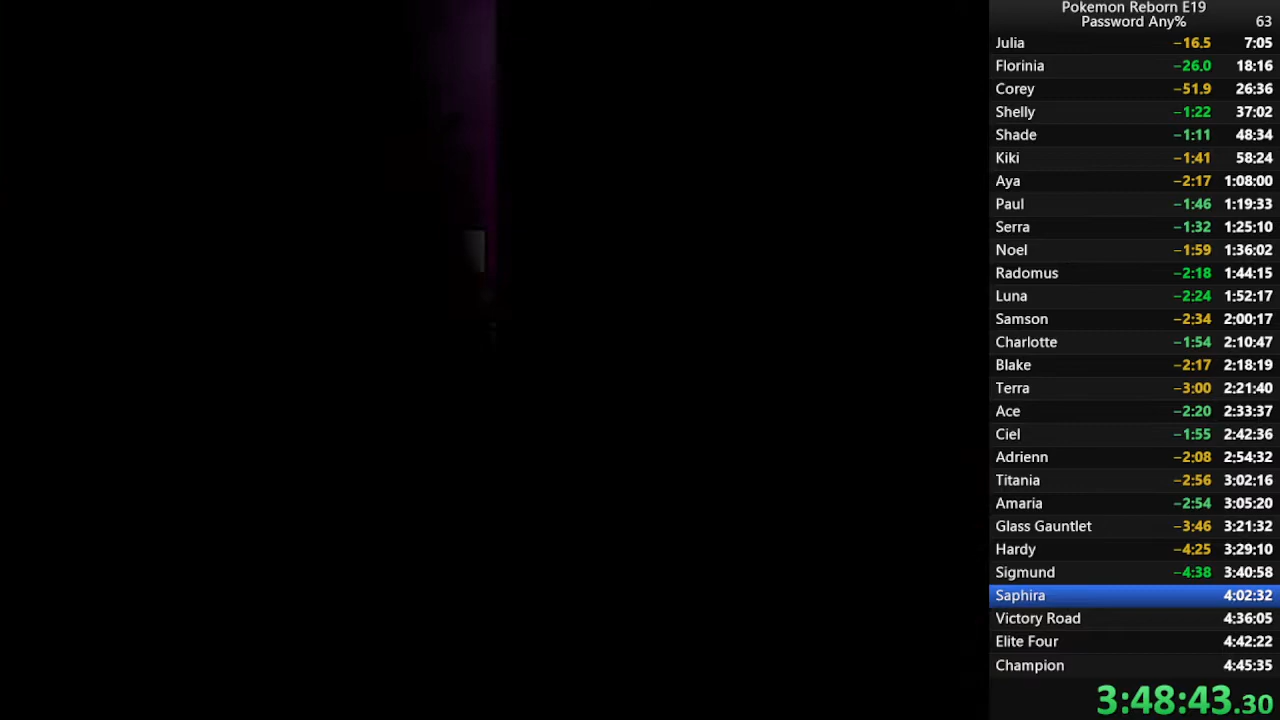 Pokemon Reborn E19
Password Any% 63
Julia −16.5 7:05
Florinia −26.0 18:16
Corey −51.9 26:36
Shelly −1:22 37:02
Shade −1:11 48:34
Kiki −1:41 58:24
Aya −2:17 1:08:00
Paul −1:46 1:19:33
Serra −1:32 1:25:10
Noel −1:59 1:36:02
Radomus −2:18 1:44:15
Luna −2:24 1:52:17
Samson −2:34 2:00:17
Charlotte −1:54 2:10:47
Blake −2:17 2:18:19
Terra −3:00 2:21:40
Ace −2:20 2:33:37
Ciel −1:55 2:42:36
Adrienn −2:08 2:54:32
Titania −2:56 3:02:16
Amaria −2:54 3:05:20
Glass Gauntlet −3:46 3:21:32
Hardy −4:25 3:29:10
Sigmund −4:38 3:40:58
Saphira 4:02:32
Victory Road 4:36:05
Elite Four 4:42:22
Champion 4:45:35
3:48:43.30